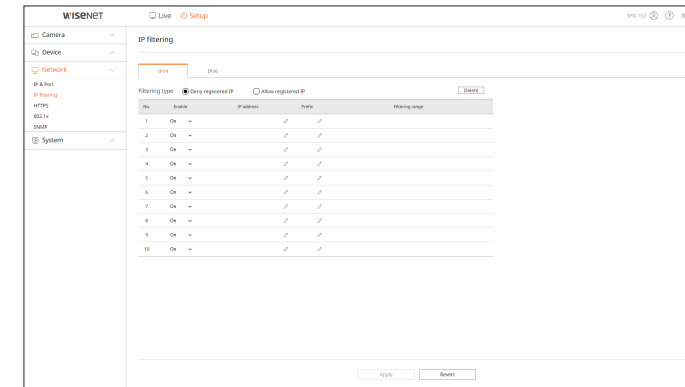 WISENET
Live
Setup
SPN-152
Camera
Device
Network
IP & Port
IP filtering
HTTPS
802.1x
SNMP
System
IP filtering
IPv4 IPv6
Filtering type Deny registered IP Allow registered IP Delete
No. Enable IP address Prefix Filtering range
1 On
2 On
3 On
4 On
5 On
6 On
7 On
8 On
9 On
10 On
Apply Revert